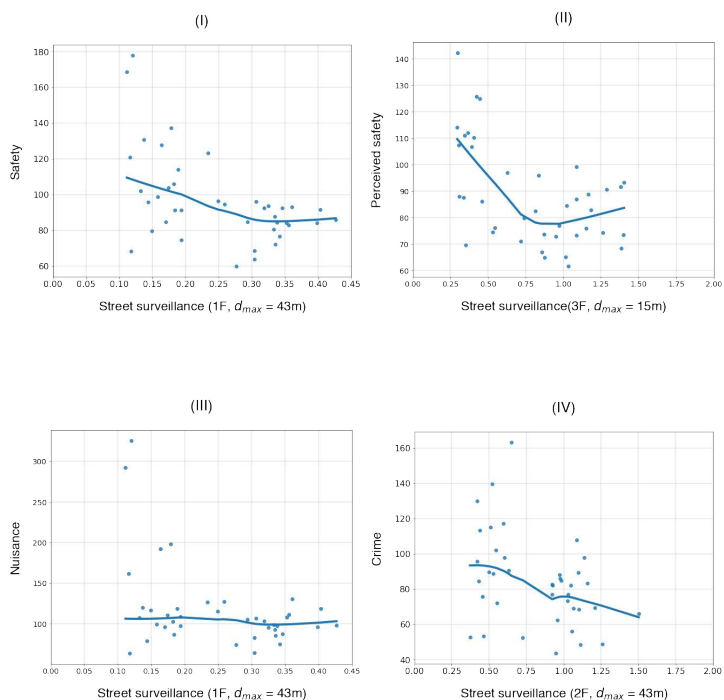 (I)
180
160
140
120
100
80
60
Safety
0.00 0.05 0.10 0.15 0.20 0.25 0.30 0.35 0.40 0.45
Street surveillance (1F, dmax = 43m)
(II)
140
130
120
110
100
90
80
70
60
Perceived safety
0.25 0.50 0.75 1.00 1.25 1.50 1.75 2.00
Street surveillance(3F, dmax = 15m)
(III)
300
250
200
150
100
50
Nuisance
0.00 0.05 0.10 0.15 0.20 0.25 0.30 0.35 0.40 0.45
Street surveillance (1F, dmax = 43m)
(IV)
160
140
120
100
80
60
40
Crime
0.00 0.25 0.50 0.75 1.00 1.25 1.50 1.75 2.00
Street surveillance (2F, dmax = 43m)